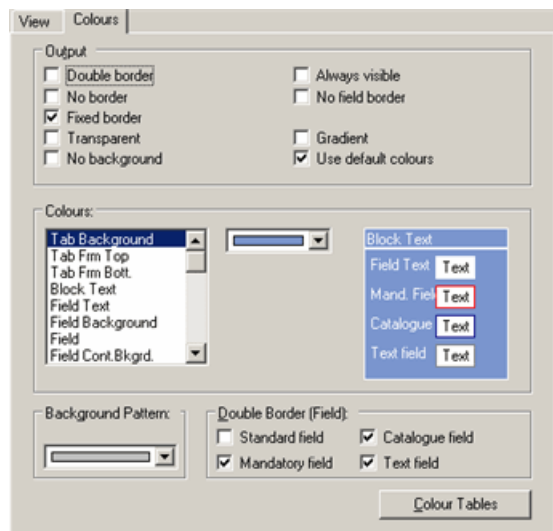 View Colours
Output
Double border Always visible
No border No field border
Fixed border
Transparent Gradient
No background Use default colours
Colours:
Tab Background
Tab Frm Top
Tab Frm Bott.
Block Text
Field Text
Field Background
Field
Field Cont.Bkgrd.
Block Text
Field Text Text
Mand. Fiel Text
Catalogue Text
Text field Text
Background Pattern:
Double Border (Field):
Standard field Catalogue field
Mandatory field Text field
Colour Tables